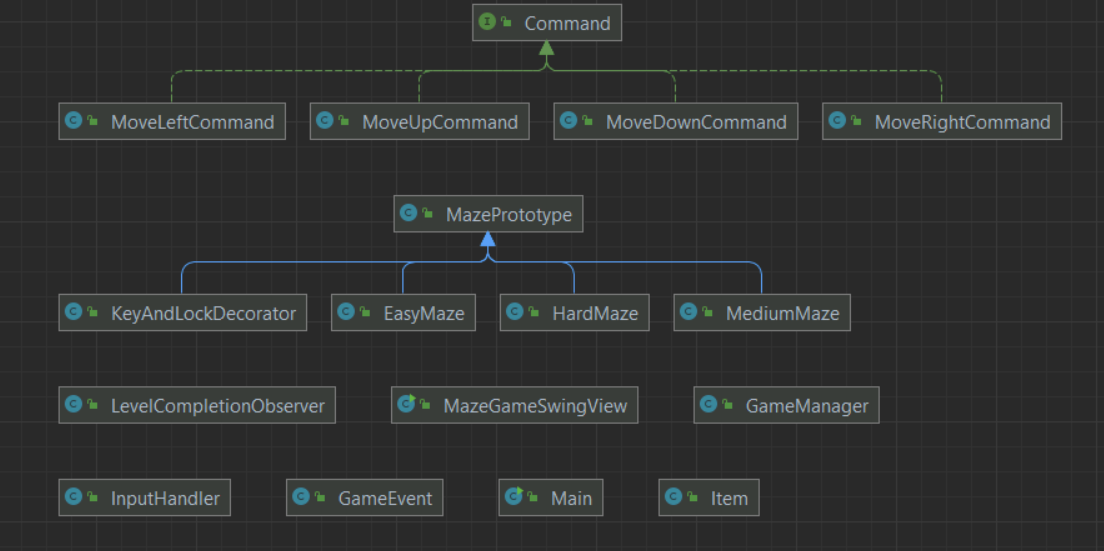 Command
MoveLeftCommand MoveUpCommand MoveDownCommand MoveRightCommand
MazePrototype
KeyAndLockDecorator EasyMaze HardMaze MediumMaze
LevelCompletionObserver MazeGameSwingView GameManager
InputHandler GameEvent Main Item